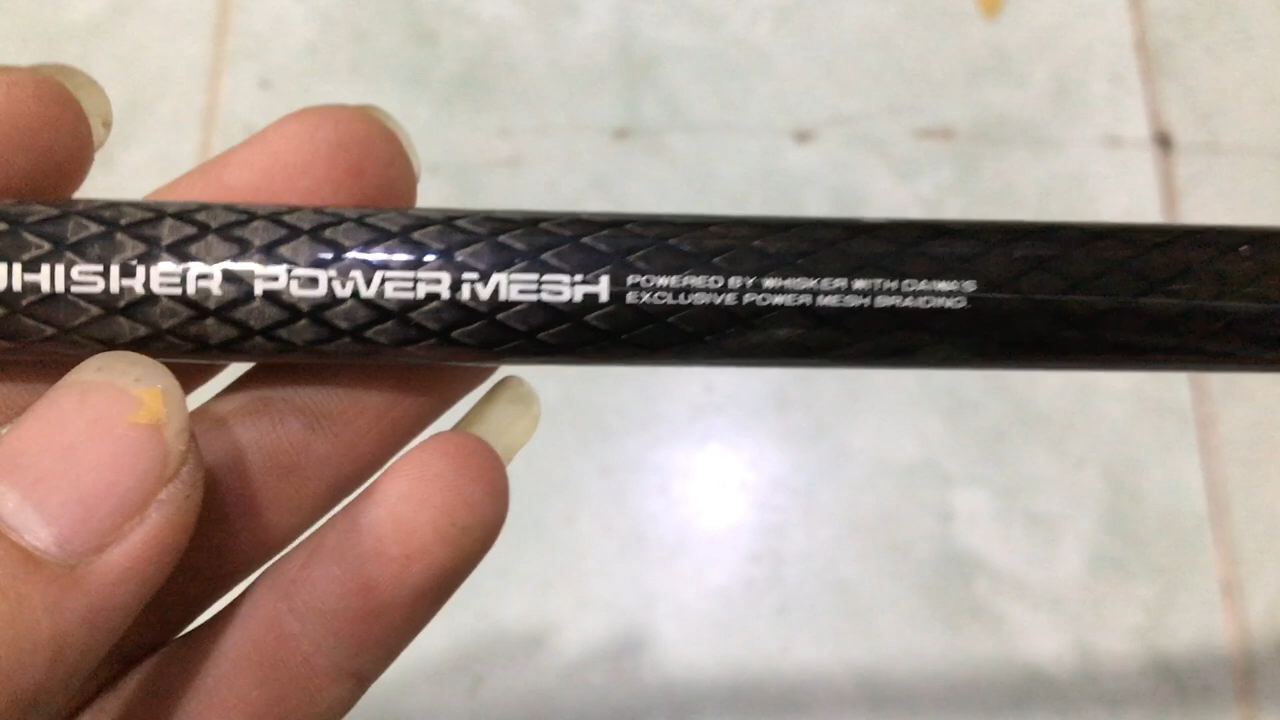 WHISKER POWER MESH
POWERED BY WHISKER WITH DAIWA'S
EXCLUSIVE POWER MESH BRAIDING.